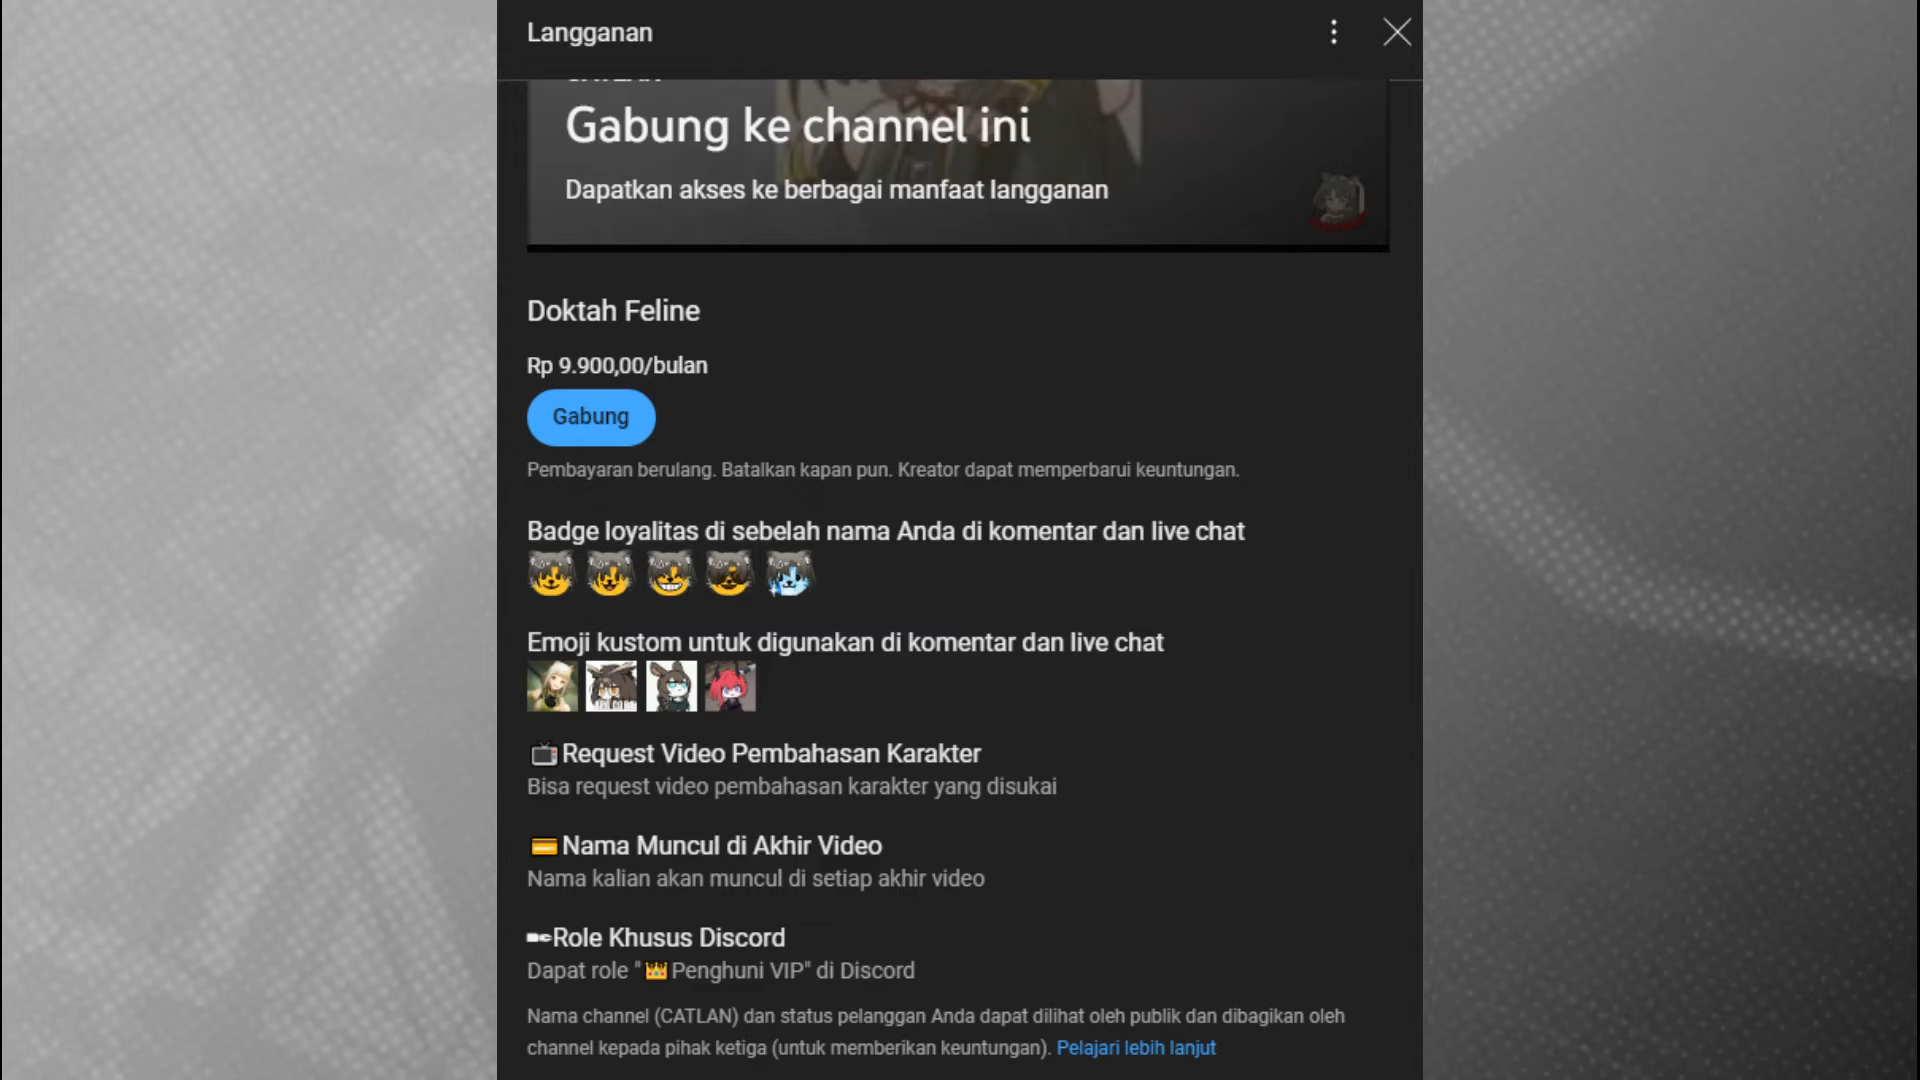 Langganan
CATLAN
Gabung ke channel ini
Dapatkan akses ke berbagai manfaat langganan
Doktah Feline
Rp 9.900,00/bulan
Gabung
Pembayaran berulang. Batalkan kapan pun. Kreator dapat memperbarui keuntungan.
Badge loyalitas di sebelah nama Anda di komentar dan live chat
Emoji kustom untuk digunakan di komentar dan live chat
Request Video Pembahasan Karakter
Bisa request video pembahasan karakter yang disukai
Nama Muncul di Akhir Video
Nama kalian akan muncul di setiap akhir video
Role Khusus Discord
Dapat role "👑Penghuni VIP" di Discord
Nama channel (CATLAN) dan status pelanggan Anda dapat dilihat oleh publik dan dibagikan oleh
channel kepada pihak ketiga (untuk memberikan keuntungan). Pelajari lebih lanjut